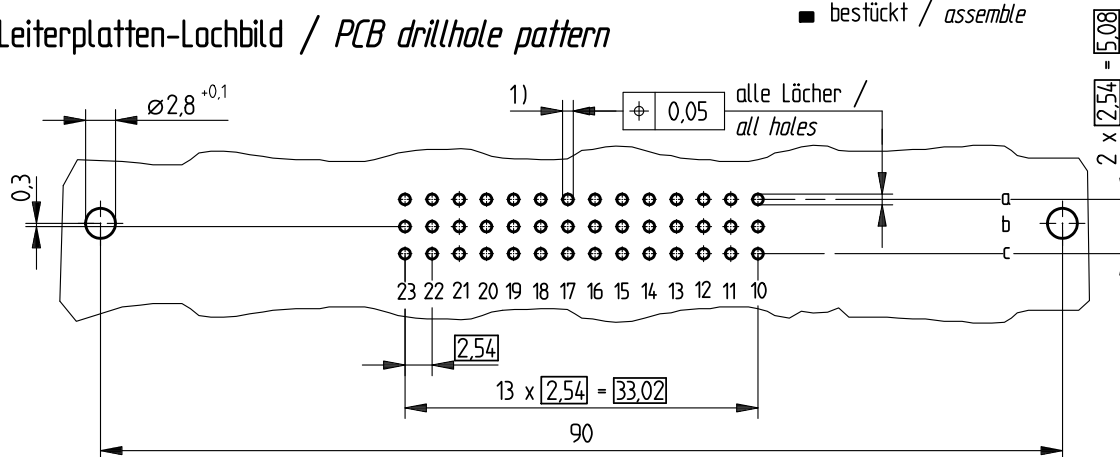 bestückt / assemble
Leiterplatten-Lochbild / PCB drillhole pattern
2 x 2,54 = 5,08
⌀2,8 +0,1
1)
⌖ 0,05
alle Löcher /
all holes
0,3
a
b
c
23 22 21 20 19 18 17 16 15 14 13 12 11 10
2,54
13 x 2,54 = 33,02
90